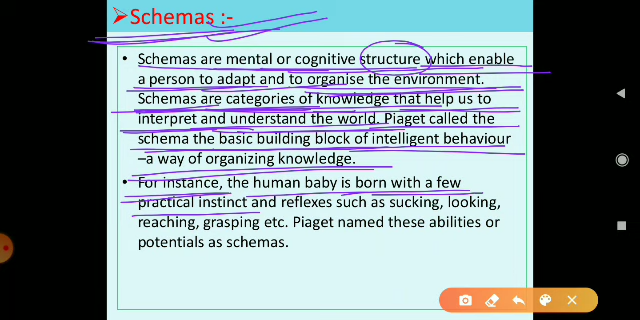 ➢Schemas :-
• Schemas are mental or cognitive structure which enable
a person to adapt and to organise the environment.
Schemas are categories of knowledge that help us to
interpret and understand the world. Piaget called the
schema the basic building block of intelligent behaviour
–a way of organizing knowledge.
• For instance, the human baby is born with a few
practical instinct and reflexes such as sucking, looking,
reaching, grasping etc. Piaget named these abilities or
potentials as schemas.